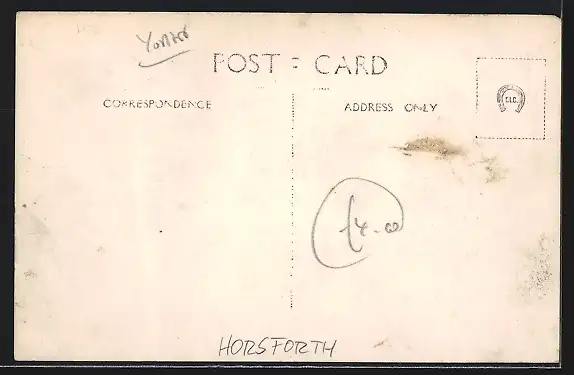 Yorks
POST = CARD
CORRESPONDENCE
ADDRESS ONLY
£4-00
HORSFORTH